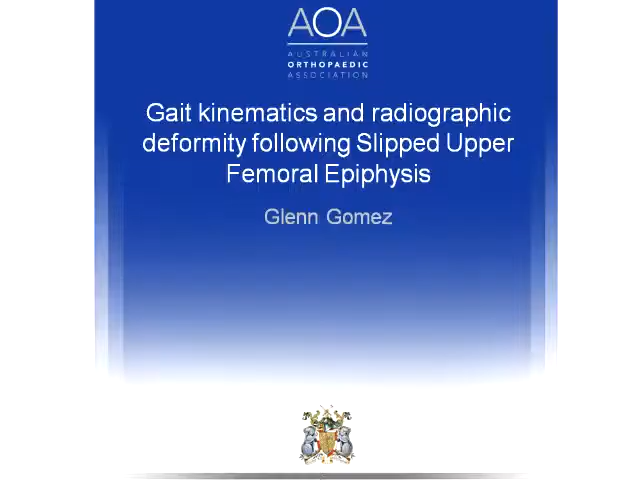 AOA
AUSTRALIAN
ORTHOPAEDIC
ASSOCIATION
Gait kinematics and radiographic
deformity following Slipped Upper
Femoral Epiphysis
Glenn Gomez